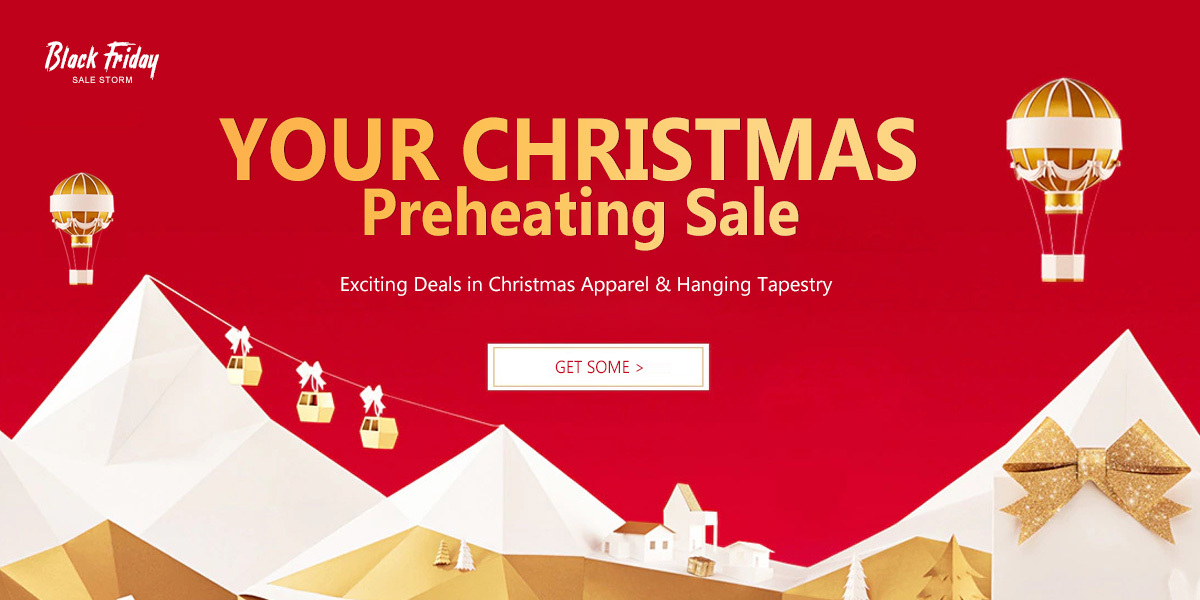 Black Friday
SALE STORM
YOUR CHRISTMAS
Preheating Sale
Exciting Deals in Christmas Apparel & Hanging Tapestry
GET SOME >